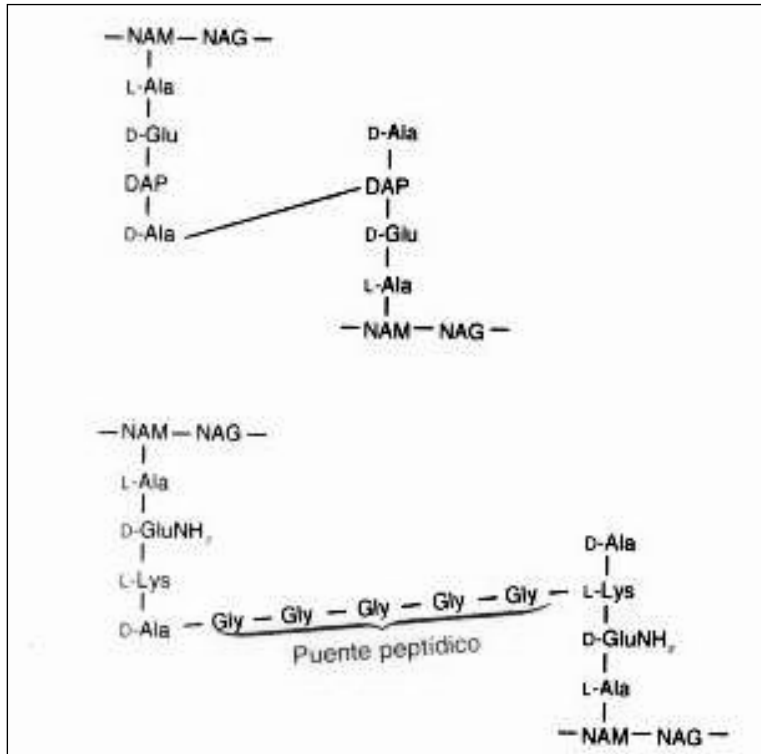 — NAM — NAG —
L-Ala
D-Glu
DAP
D-Ala
D-Ala
DAP
D-Glu
L-Ala
— NAM — NAG —
— NAM — NAG —
L-Ala
D-GluNH₂
L-Lys
D-Ala — Gly — Gly — Gly — Gly — Gly — L-Lys
Puente peptídico
D-Ala
D-GluNH₂
L-Ala
— NAM — NAG —